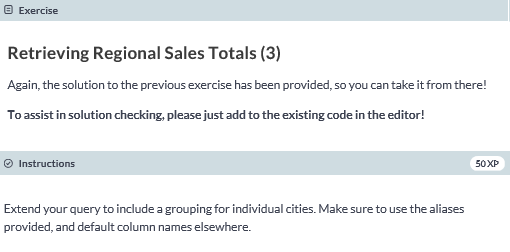 Exercise
Retrieving Regional Sales Totals (3)
Again, the solution to the previous exercise has been provided, so you can take it from there!
To assist in solution checking, please just add to the existing code in the editor!
Instructions
50 XP
Extend your query to include a grouping for individual cities. Make sure to use the aliases
provided, and default column names elsewhere.